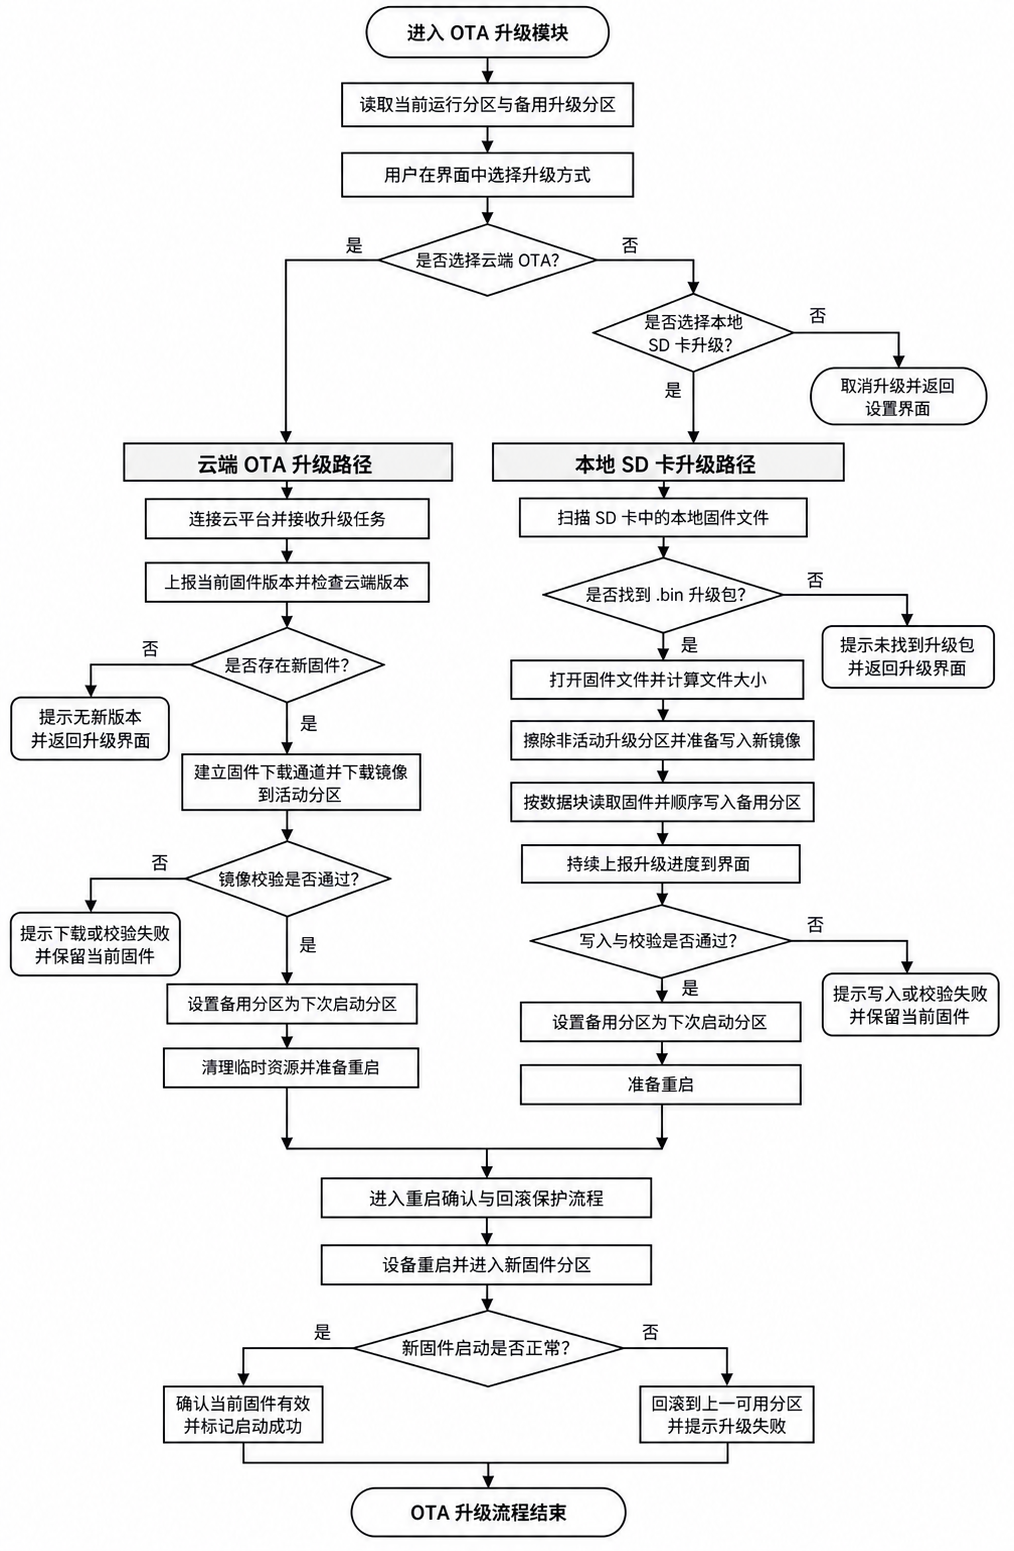 进入 OTA 升级模块
读取当前运行分区与备用升级分区
用户在界面中选择升级方式
是
是否选择云端 OTA?
否
是否选择本地
SD 卡升级?
否
是
取消升级并返回
设置界面
云端 OTA 升级路径
连接云平台并接收升级任务
上报当前固件版本并检查云端版本
否
是否存在新固件?
提示无新版本
并返回升级界面
是
建立固件下载通道并下载镜像
到活动分区
否
镜像校验是否通过?
提示下载或校验失败
并保留当前固件
是
设置备用分区为下次启动分区
清理临时资源并准备重启
本地 SD 卡升级路径
扫描 SD 卡中的本地固件文件
是否找到 .bin 升级包?
否
提示未找到升级包
并返回升级界面
是
打开固件文件并计算文件大小
擦除非活动升级分区并准备写入新镜像
按数据块读取固件并顺序写入备用分区
持续上报升级进度到界面
写入与校验是否通过?
否
提示写入或校验失败
并保留当前固件
是
设置备用分区为下次启动分区
准备重启
进入重启确认与回滚保护流程
设备重启并进入新固件分区
是
新固件启动是否正常?
否
确认当前固件有效
并标记启动成功
回滚到上一可用分区
并提示升级失败
OTA 升级流程结束